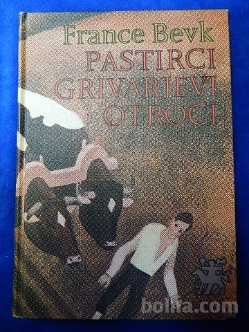 France Bevk
PASTIRCI
GRIVARJEVI
OTROCI
bolha.com